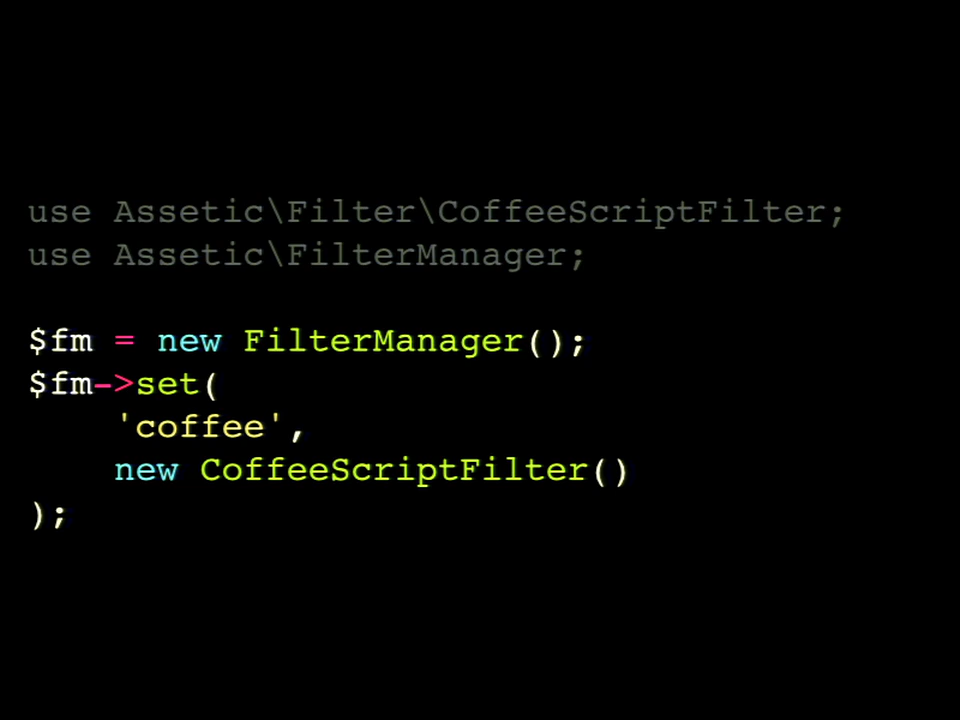 use Assetic\Filter\CoffeeScriptFilter;
use Assetic\FilterManager;
$fm = new FilterManager();
$fm->set(
    'coffee',
    new CoffeeScriptFilter()
);